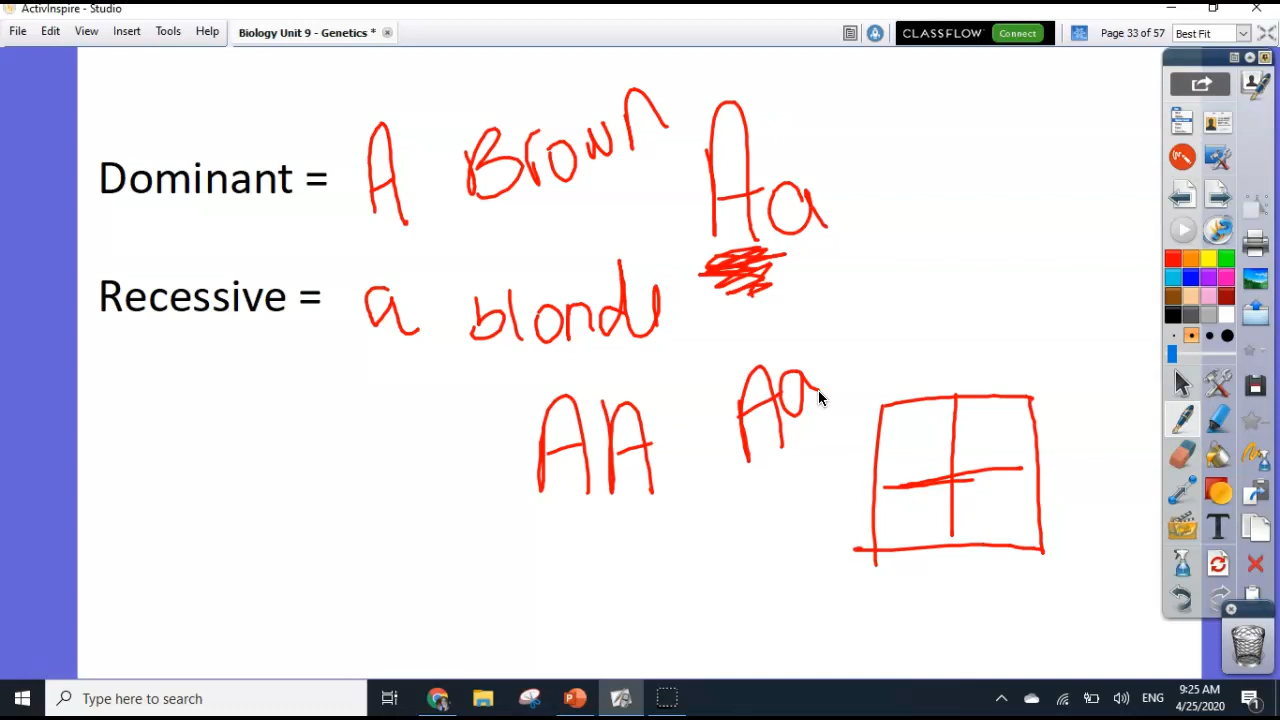 ActivInspire - Studio
File Edit View Insert Tools Help Biology Unit 9 - Genetics * CLASSFLOW Connect Page 33 of 57 Best Fit
Dominant = A Brown Aa
Recessive = a blonde
AA Aa
T
Type here to search ENG 9:25 AM
4/25/2020 1